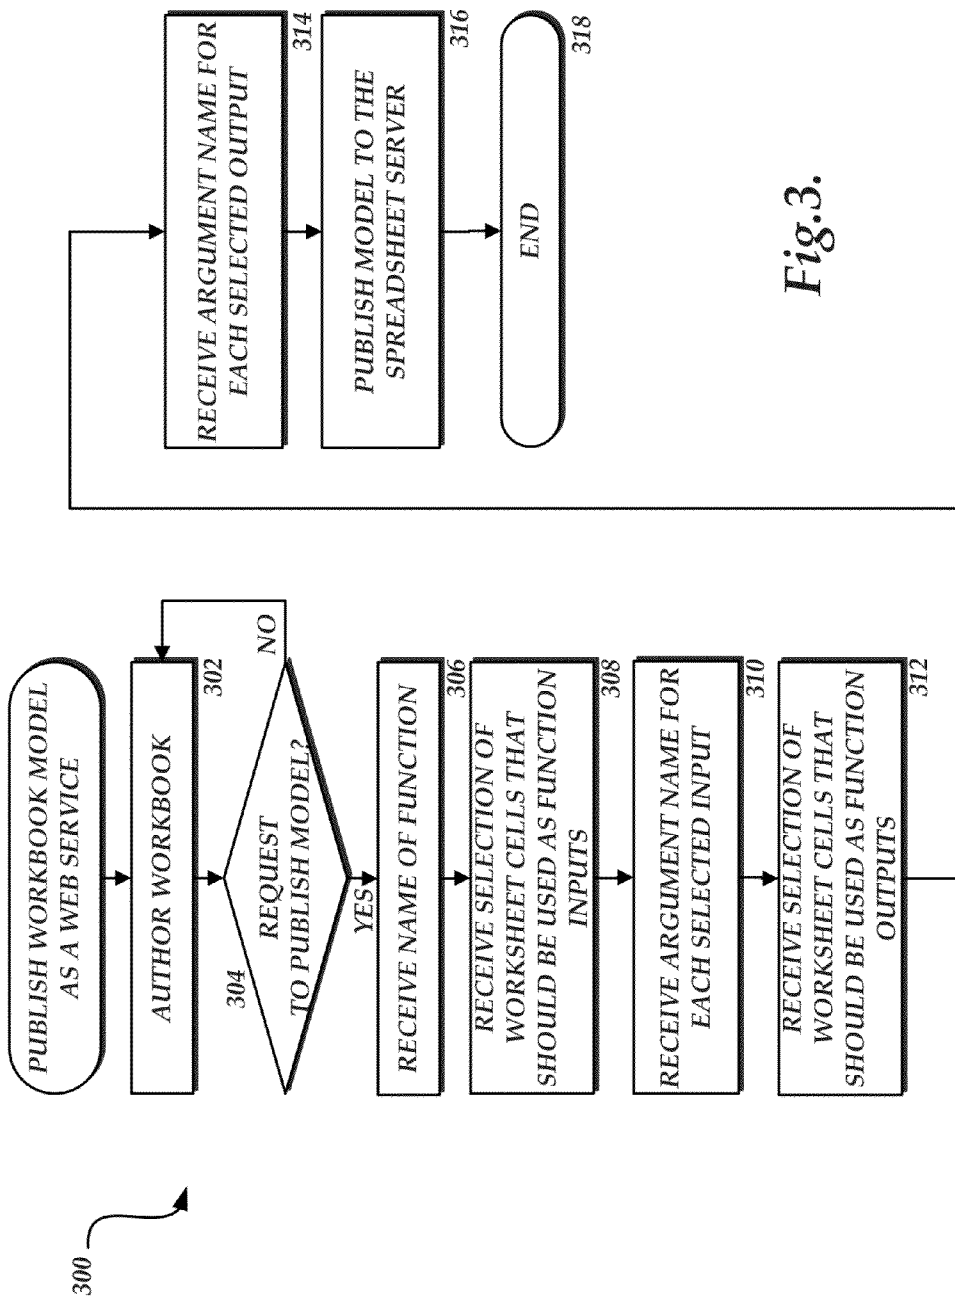 300
PUBLISH WORKBOOK MODEL
AS A WEB SERVICE
AUTHOR WORKBOOK
302
304
REQUEST
TO PUBLISH MODEL?
NO
YES
RECEIVE NAME OF FUNCTION
306
RECEIVE SELECTION OF
WORKSHEET CELLS THAT
SHOULD BE USED AS FUNCTION
INPUTS
308
RECEIVE ARGUMENT NAME FOR
EACH SELECTED INPUT
310
RECEIVE SELECTION OF
WORKSHEET CELLS THAT
SHOULD BE USED AS FUNCTION
OUTPUTS
312
RECEIVE ARGUMENT NAME FOR
EACH SELECTED OUTPUT
314
PUBLISH MODEL TO THE
SPREADSHEET SERVER
316
END
318
Fig.3.